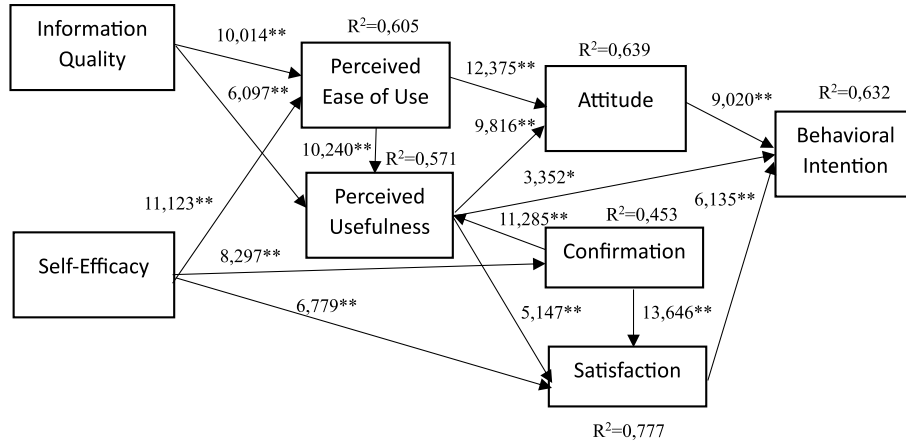 Information
Quality
10,014**
R²=0,605
Perceived
Ease of Use
6,097**
12,375**
R²=0,639
Attitude
9,020**
R²=0,632
Behavioral
Intention
9,816**
10,240**
R²=0,571
Perceived
Usefulness
3,352*
11,123**
11,285**
R²=0,453
6,135**
Self-Efficacy
8,297**
Confirmation
6,779**
5,147**
13,646**
Satisfaction
R²=0,777